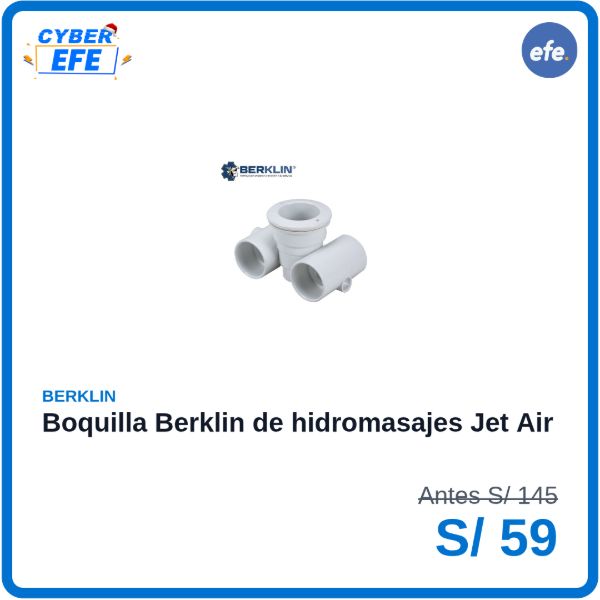 CYBER
EFE
efe.
BERKLIN®
BERKLIN
Boquilla Berklin de hidromasajes Jet Air
Antes S/ 145
S/ 59